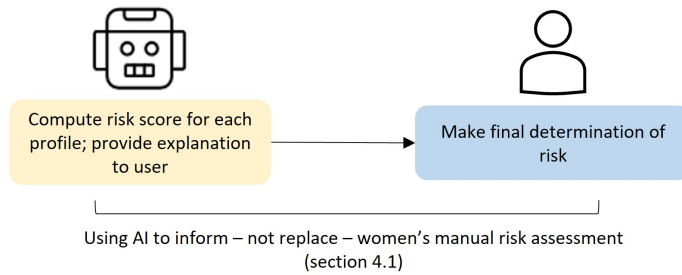 Compute risk score for each
profile; provide explanation
to user
Make final determination of
risk
Using AI to inform – not replace – women’s manual risk assessment
(section 4.1)